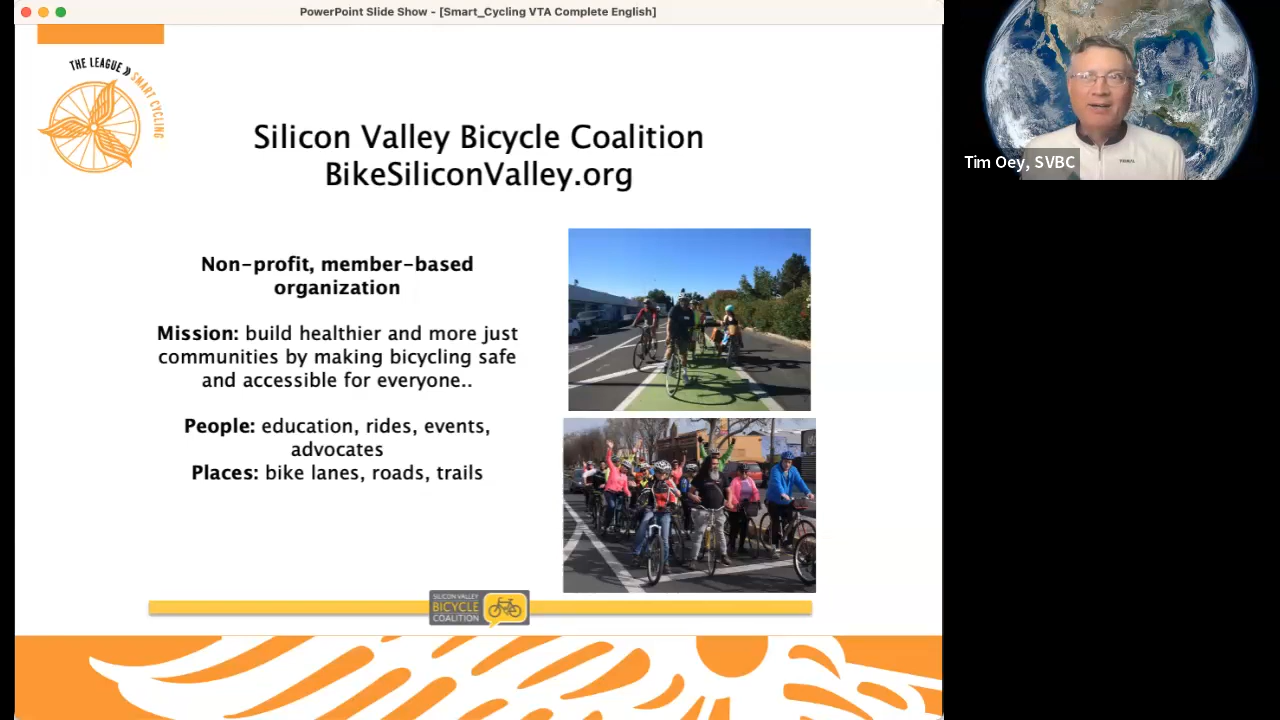 PowerPoint Slide Show - [Smart_Cycling VTA Complete English]
THE LEAGUE
SMART CYCLING
Silicon Valley Bicycle Coalition
BikeSiliconValley.org
Non-profit, member-based
organization
Mission: build healthier and more just
communities by making bicycling safe
and accessible for everyone..
People: education, rides, events,
advocates
Places: bike lanes, roads, trails
SILICON VALLEY
BICYCLE
COALITION
Tim Oey, SVBC